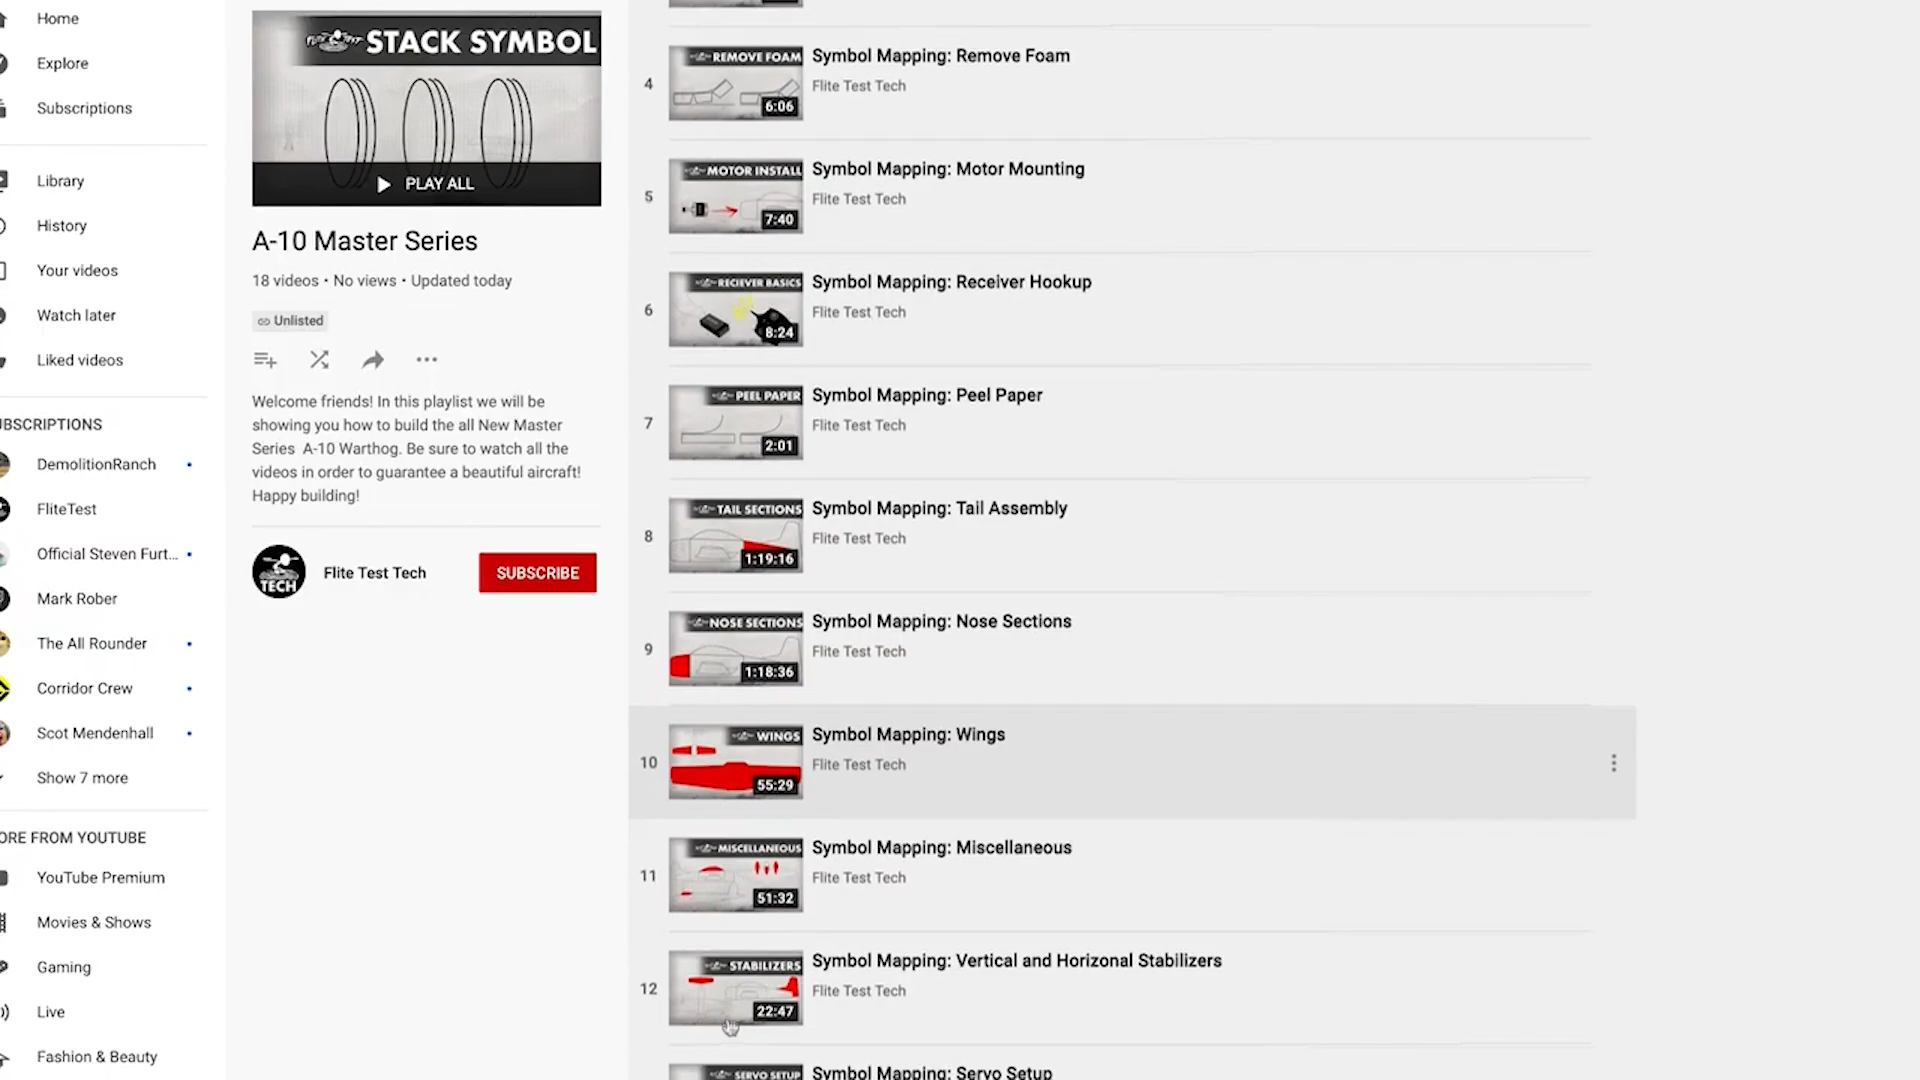 Home
Explore
Subscriptions
Library
History
Your videos
Watch later
Liked videos
UBSCRIPTIONS
DemolitionRanch
FliteTest
Official Steven Furt...
Mark Rober
The All Rounder
Corridor Crew
Scot Mendenhall
Show 7 more
ORE FROM YOUTUBE
YouTube Premium
Movies & Shows
Gaming
Live
Fashion & Beauty
FLITE TEST STACK SYMBOL
PLAY ALL
A-10 Master Series
18 videos • No views • Updated today
Unlisted
Welcome friends! In this playlist we will be
showing you how to build the all New Master
Series A-10 Warthog. Be sure to watch all the
videos in order to guarantee a beautiful aircraft!
Happy building!
TECH
Flite Test Tech
SUBSCRIBE
4
REMOVE FOAM
6:06
Symbol Mapping: Remove Foam
Flite Test Tech
5
MOTOR INSTALL
7:40
Symbol Mapping: Motor Mounting
Flite Test Tech
6
RECIEVER BASICS
8:24
Symbol Mapping: Receiver Hookup
Flite Test Tech
7
PEEL PAPER
2:01
Symbol Mapping: Peel Paper
Flite Test Tech
8
TAIL SECTIONS
1:19:16
Symbol Mapping: Tail Assembly
Flite Test Tech
9
NOSE SECTIONS
1:18:36
Symbol Mapping: Nose Sections
Flite Test Tech
10
WINGS
55:29
Symbol Mapping: Wings
Flite Test Tech
11
MISCELLANEOUS
51:32
Symbol Mapping: Miscellaneous
Flite Test Tech
12
STABILIZERS
22:47
Symbol Mapping: Vertical and Horizonal Stabilizers
Flite Test Tech
SERVO SETUP
Symbol Mapping: Servo Setup